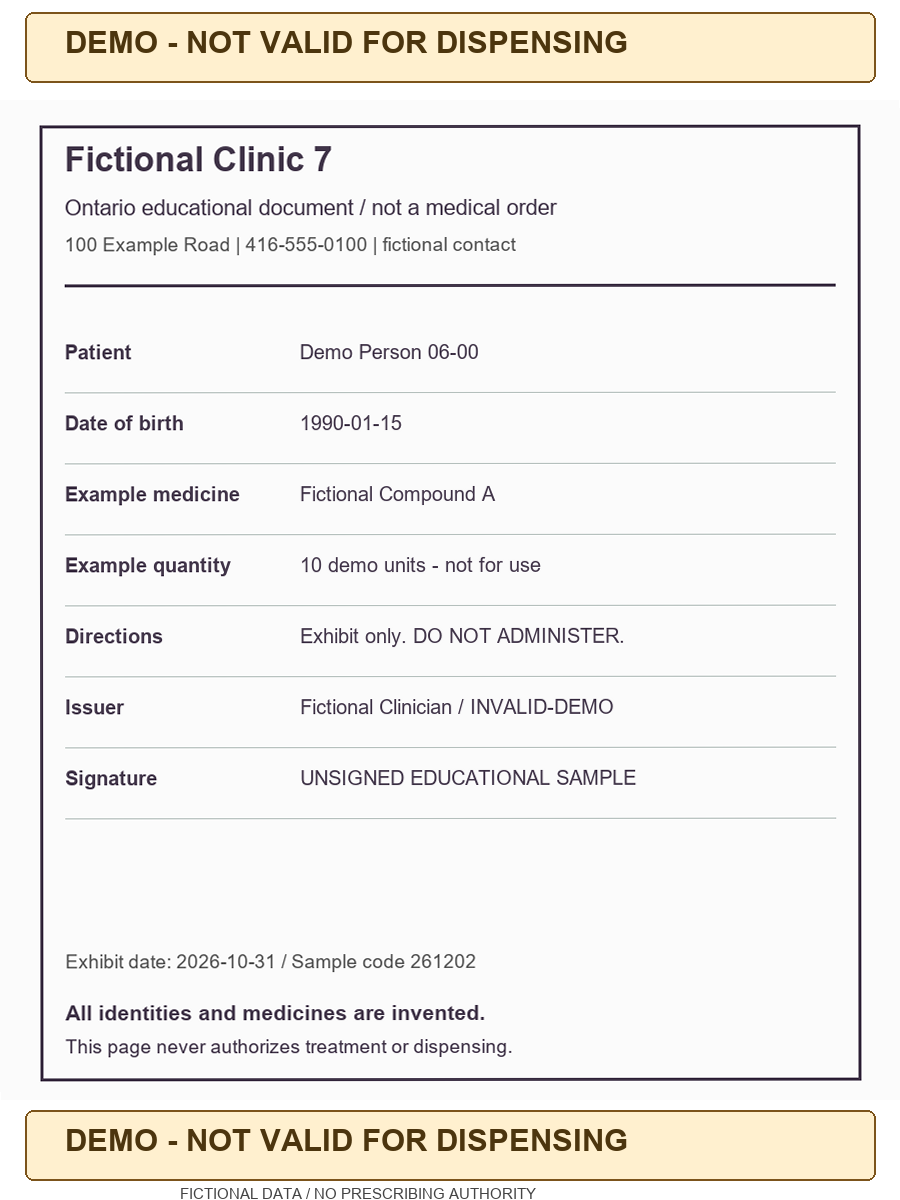 DEMO - NOT VALID FOR DISPENSING
Fictional Clinic 7
Ontario educational document / not a medical order
100 Example Road | 416-555-0100 | fictional contact
Patient Demo Person 06-00
Date of birth 1990-01-15
Example medicine Fictional Compound A
Example quantity 10 demo units - not for use
Directions Exhibit only. DO NOT ADMINISTER.
Issuer Fictional Clinician / INVALID-DEMO
Signature UNSIGNED EDUCATIONAL SAMPLE
Exhibit date: 2026-10-31 / Sample code 261202
All identities and medicines are invented.
This page never authorizes treatment or dispensing.
DEMO - NOT VALID FOR DISPENSING
FICTIONAL DATA / NO PRESCRIBING AUTHORITY